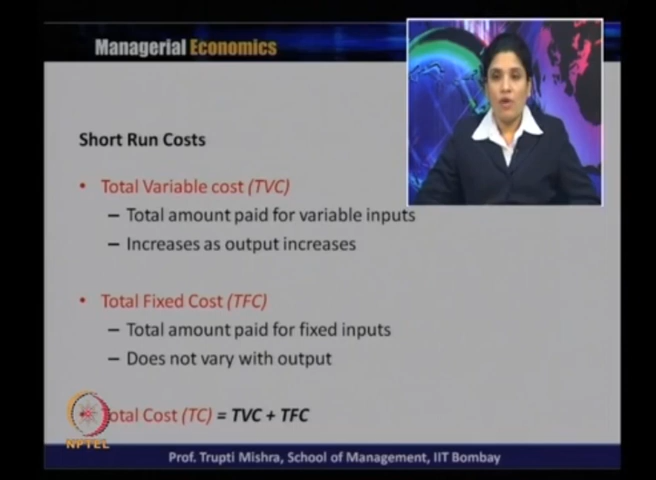 Managerial Economics
Short Run Costs
• Total Variable cost (TVC)
– Total amount paid for variable inputs
– Increases as output increases
• Total Fixed Cost (TFC)
– Total amount paid for fixed inputs
– Does not vary with output
otal Cost (TC) = TVC + TFC
NPTEL
Prof. Trupti Mishra, School of Management, IIT Bombay